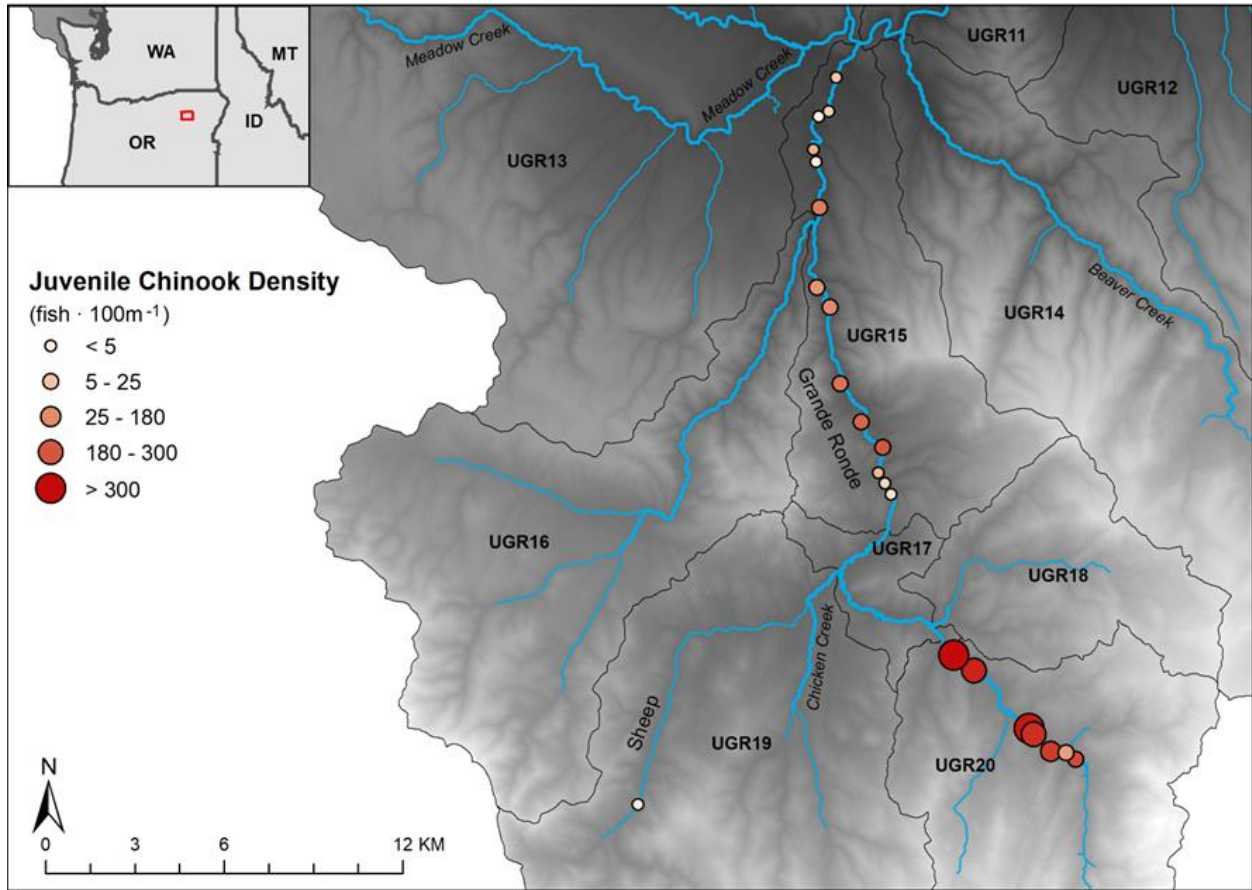 WA
MT
OR
ID
Meadow Creek
Meadow Creek
UGR11
UGR12
UGR13
Juvenile Chinook Density
(fish · 100m⁻¹)
< 5
5 - 25
25 - 180
180 - 300
> 300
Beaver Creek
UGR14
UGR15
Grande Ronde
UGR16
UGR17
UGR18
Chicken Creek
Sheep
UGR19
UGR20
N
0 3 6 12 KM